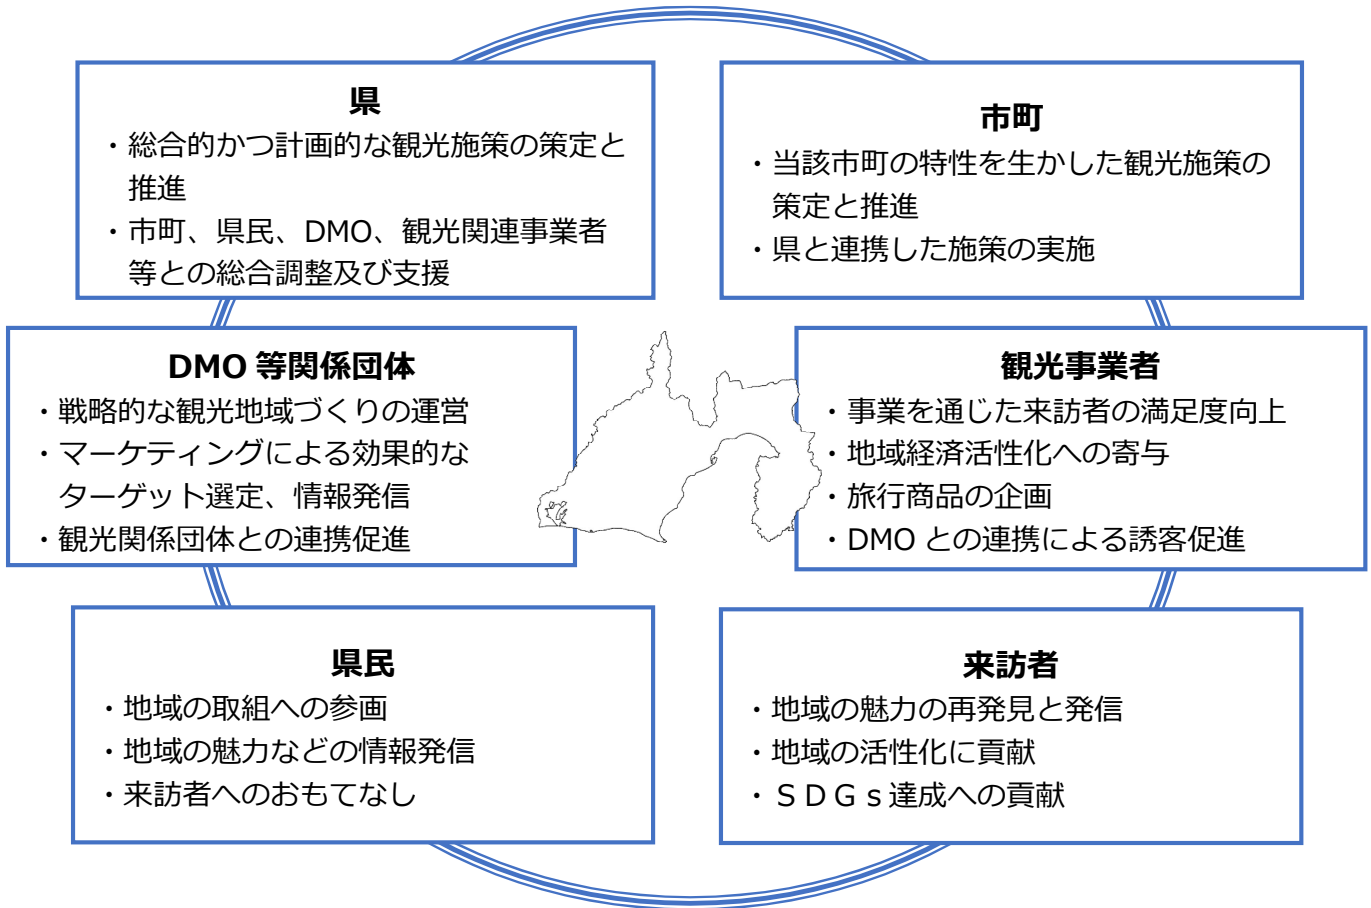 県
・総合的かつ計画的な観光施策の策定と
推進
・市町、県民、DMO、観光関連事業者
等との総合調整及び支援
市町
・当該市町の特性を生かした観光施策の
策定と推進
・県と連携した施策の実施
DMO 等関係団体
・戦略的な観光地域づくりの運営
・マーケティングによる効果的な
ターゲット選定、情報発信
・観光関係団体との連携促進
観光事業者
・事業を通じた来訪者の満足度向上
・地域経済活性化への寄与
・旅行商品の企画
・DMO との連携による誘客促進
県民
・地域の取組への参画
・地域の魅力などの情報発信
・来訪者へのおもてなし
来訪者
・地域の魅力の再発見と発信
・地域の活性化に貢献
・ＳＤＧｓ達成への貢献